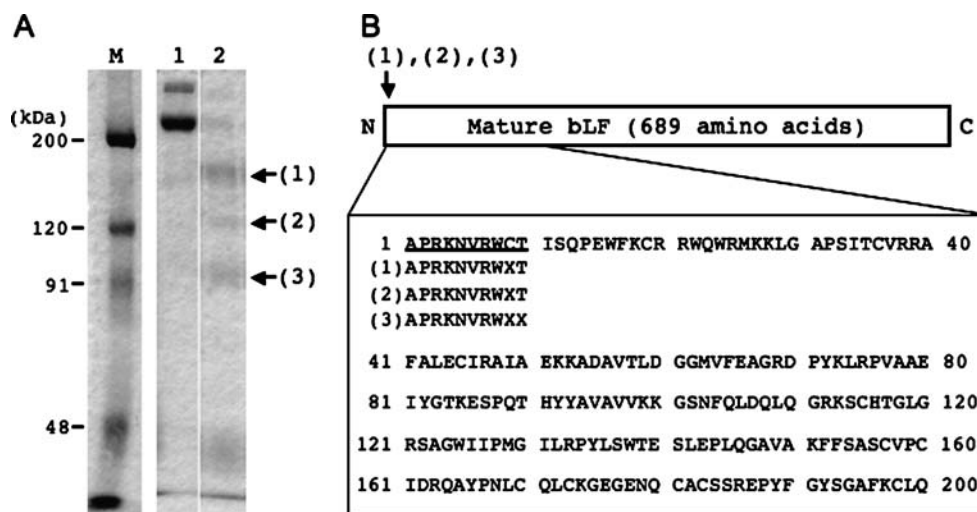 A
M 1 2
(kDa)
200
120
91
48
(1)
(2)
(3)
B
(1),(2),(3)
N Mature bLF (689 amino acids) C
1 APRKNVRWCT ISQPEWFKCR RWQWRMKKLG APSITCVRRA 40
(1)APRKNVRWXT
(2)APRKNVRWXT
(3)APRKNVRWXX
41 FALECIRAIA EKKADAVTLD GGMVFEAGRD PYKLRPVAAE 80
81 IYGTKESPQT HYYAVAVVKK GSNFQLDQLQ GRKSCHTGLG 120
121 RSAGWIIPMG ILRPYLSWTE SLEPLQGAVA KFFSASCVPC 160
161 IDRQAYPNLC QLCKGEGENQ CACSSREPYF GYSGAFKCLQ 200